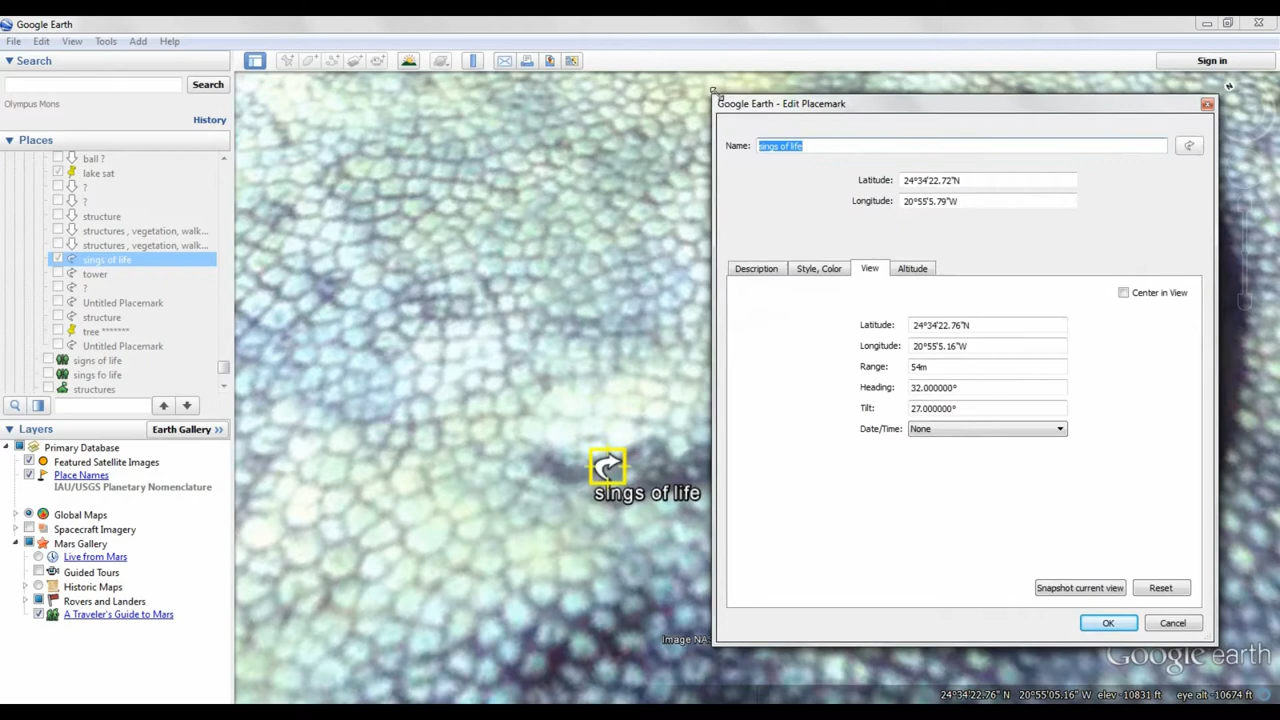 Google Earth
File Edit View Tools Add Help
Search
Sign in
Search
Olympus Mons
History
Places
ball ?
lake sat
?
?
structure
structures , vegetation, walk...
structures , vegetation, walk...
sings of life
tower
?
Untitled Placemark
structure
tree *******
Untitled Placemark
signs of life
sings fo life
structures
Layers
Earth Gallery >>
Primary Database
Featured Satellite Images
Place Names
IAU/USGS Planetary Nomenclature
Global Maps
Spacecraft Imagery
Mars Gallery
Live from Mars
Guided Tours
Historic Maps
Rovers and Landers
A Traveler's Guide to Mars
sings of life
Google Earth - Edit Placemark
Name: sings of life
Latitude: 24°34'22.72"N
Longitude: 20°55'5.79"W
Description Style, Color View Altitude
Center in View
Latitude: 24°34'22.76"N
Longitude: 20°55'5.16"W
Range: 54m
Heading: 32.000000°
Tilt: 27.000000°
Date/Time: None
Snapshot current view Reset
OK Cancel
Image NAS
Google earth
24°34'22.76" N 20°55'05.16" W elev -10831 ft eye alt -10674 ft